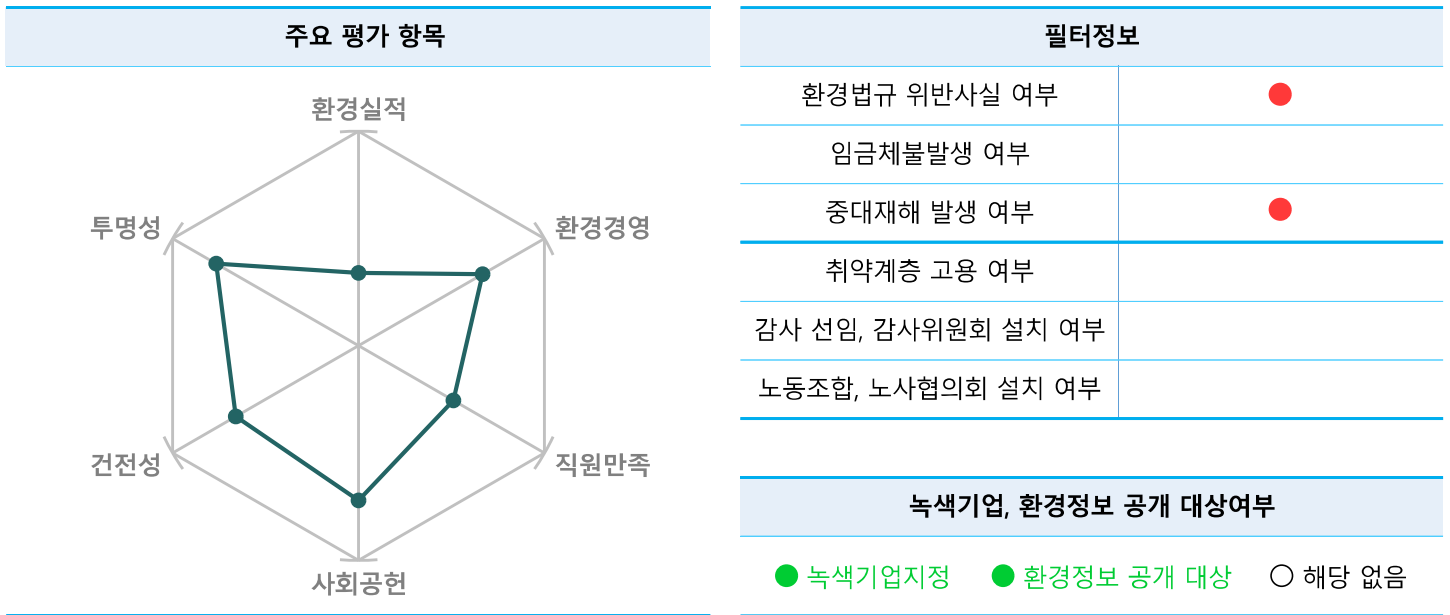 주요 평가 항목
환경실적
투명성
환경경영
건전성
직원만족
사회공헌
필터정보
환경법규 위반사실 여부
임금체불발생 여부
중대재해 발생 여부
취약계층 고용 여부
감사 선임, 감사위원회 설치 여부
노동조합, 노사협의회 설치 여부
녹색기업, 환경정보 공개 대상여부
녹색기업지정 환경정보 공개 대상 해당 없음